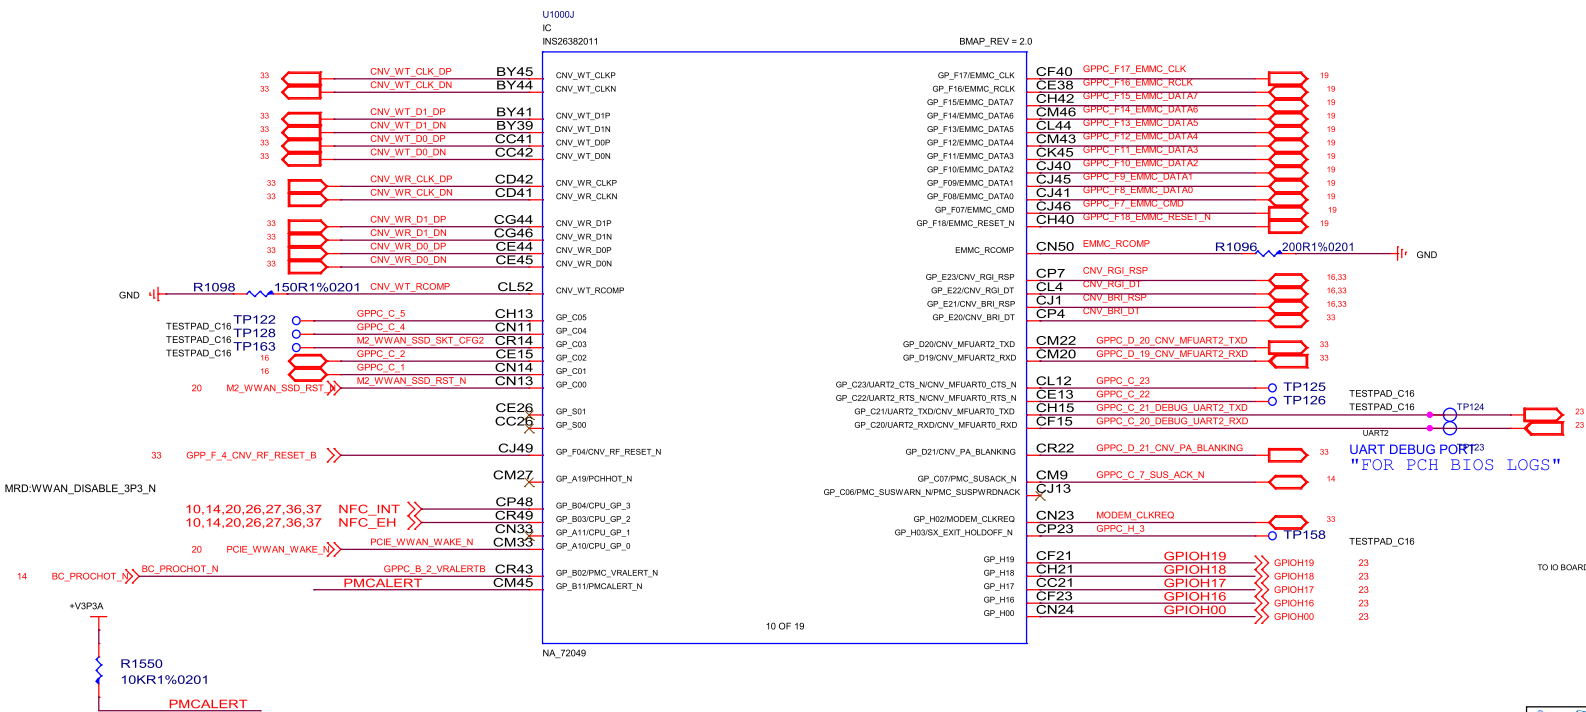 U1000J
IC
INS26382011
BMAP_REV = 2.0
33 CNV_WT_CLK_DP BY45 CNV_WT_CLKP
33 CNV_WT_CLK_DN BY44 CNV_WT_CLKN
33 CNV_WT_D1_DP BY41 CNV_WT_D1P
33 CNV_WT_D1_DN BY39 CNV_WT_D1N
33 CNV_WT_D0_DP CC41 CNV_WT_D0P
33 CNV_WT_D0_DN CC42 CNV_WT_D0N
33 CNV_WR_CLK_DP CD42 CNV_WR_CLKP
33 CNV_WR_CLK_DN CD41 CNV_WR_CLKN
33 CNV_WR_D1_DP CG44 CNV_WR_D1P
33 CNV_WR_D1_DN CG46 CNV_WR_D1N
33 CNV_WR_D0_DP CE44 CNV_WR_D0P
33 CNV_WR_D0_DN CE45 CNV_WR_D0N
GND R1098 150R1%0201 CNV_WT_RCOMP CL52 CNV_WT_RCOMP
TP122 GPPC_C_5 CH13 GP_C05
TESTPAD_C16
TP128 GPPC_C_4 CN11 GP_C04
TESTPAD_C16
TP163 M2_WWAN_SSD_SKT_CFG2 CR14 GP_C03
TESTPAD_C16
16 GPPC_C_2 CE15 GP_C02
16 GPPC_C_1 CN14 GP_C01
20 M2_WWAN_SSD_RST_N M2_WWAN_SSD_RST_N CN13 GP_C00
CE26 GP_S01
CC26 GP_S00
33 GPP_F_4_CNV_RF_RESET_B CJ49 GP_F04/CNV_RF_RESET_N
CM27 GP_A19/PCHHOT_N
MRD:WWAN_DISABLE_3P3_N
10,14,20,26,27,36,37 NFC_INT CP48 GP_B04/CPU_GP_3
10,14,20,26,27,36,37 NFC_EH CR49 GP_B03/CPU_GP_2
CN33 GP_A11/CPU_GP_1
20 PCIE_WWAN_WAKE_N PCIE_WWAN_WAKE_N CM33 GP_A10/CPU_GP_0
14 BC_PROCHOT_N BC_PROCHOT_N GPPC_B_2_VRALERTB CR43 GP_B02/PMC_VRALERT_N
PMCALERT CM45 GP_B11/PMCALERT_N
+V3P3A
R1550
10KR1%0201
PMCALERT
GP_F17/EMMC_CLK CF40 GPPC_F17_EMMC_CLK 19
GP_F16/EMMC_RCLK CE38 GPPC_F16_EMMC_RCLK 19
GP_F15/EMMC_DATA7 CH42 GPPC_F15_EMMC_DATA7 19
GP_F14/EMMC_DATA6 CM46 GPPC_F14_EMMC_DATA6 19
GP_F13/EMMC_DATA5 CL44 GPPC_F13_EMMC_DATA5 19
GP_F12/EMMC_DATA4 CM43 GPPC_F12_EMMC_DATA4 19
GP_F11/EMMC_DATA3 CK45 GPPC_F11_EMMC_DATA3 19
GP_F10/EMMC_DATA2 CJ40 GPPC_F10_EMMC_DATA2 19
GP_F09/EMMC_DATA1 CJ45 GPPC_F9_EMMC_DATA1 19
GP_F08/EMMC_DATA0 CJ41 GPPC_F8_EMMC_DATA0 19
GP_F07/EMMC_CMD CJ46 GPPC_F7_EMMC_CMD 19
GP_F18/EMMC_RESET_N CH40 GPPC_F18_EMMC_RESET_N 19
EMMC_RCOMP CN50 EMMC_RCOMP R1096 200R1%0201 GND
GP_E23/CNV_RGI_RSP CP7 CNV_RGI_RSP 16,33
GP_E22/CNV_RGI_DT CL4 CNV_RGI_DT 16,33
GP_E21/CNV_BRI_RSP CJ1 CNV_BRI_RSP 16,33
GP_E20/CNV_BRI_DT CP4 CNV_BRI_DT 33
GP_D20/CNV_MFUART2_TXD CM22 GPPC_D_20_CNV_MFUART2_TXD 33
GP_D19/CNV_MFUART2_RXD CM20 GPPC_D_19_CNV_MFUART2_RXD 33
GP_C23/UART2_CTS_N/CNV_MFUART0_CTS_N CL12 GPPC_C_23 TP125 TESTPAD_C16
GP_C22/UART2_RTS_N/CNV_MFUART0_RTS_N CE13 GPPC_C_22 TP126 TESTPAD_C16
GP_C21/UART2_TXD/CNV_MFUART0_TXD CH15 GPPC_C_21_DEBUG_UART2_TXD TP124 23
GP_C20/UART2_RXD/CNV_MFUART0_RXD CF15 GPPC_C_20_DEBUG_UART2_RXD 23
UART2
GP_D21/CNV_PA_BLANKING CR22 GPPC_D_21_CNV_PA_BLANKING 33
UART DEBUG PORT TP123
"FOR PCH BIOS LOGS"
GP_C07/PMC_SUSACK_N CM9 GPPC_C_7_SUS_ACK_N 14
GP_C06/PMC_SUSWARN_N/PMC_SUSPWRDNACK CJ13
GP_H02/MODEM_CLKREQ CN23 MODEM_CLKREQ 33
GP_H03/SX_EXIT_HOLDOFF_N CP23 GPPC_H_3 TP158 TESTPAD_C16
GP_H19 CF21 GPIOH19 GPIOH19 23
GP_H18 CH21 GPIOH18 GPIOH18 23
GP_H17 CC21 GPIOH17 GPIOH17 23
GP_H16 CF23 GPIOH16 GPIOH16 23
GP_H00 CN24 GPIOH00 GPIOH00 23
TO IO BOARD
10 OF 19
NA_72049